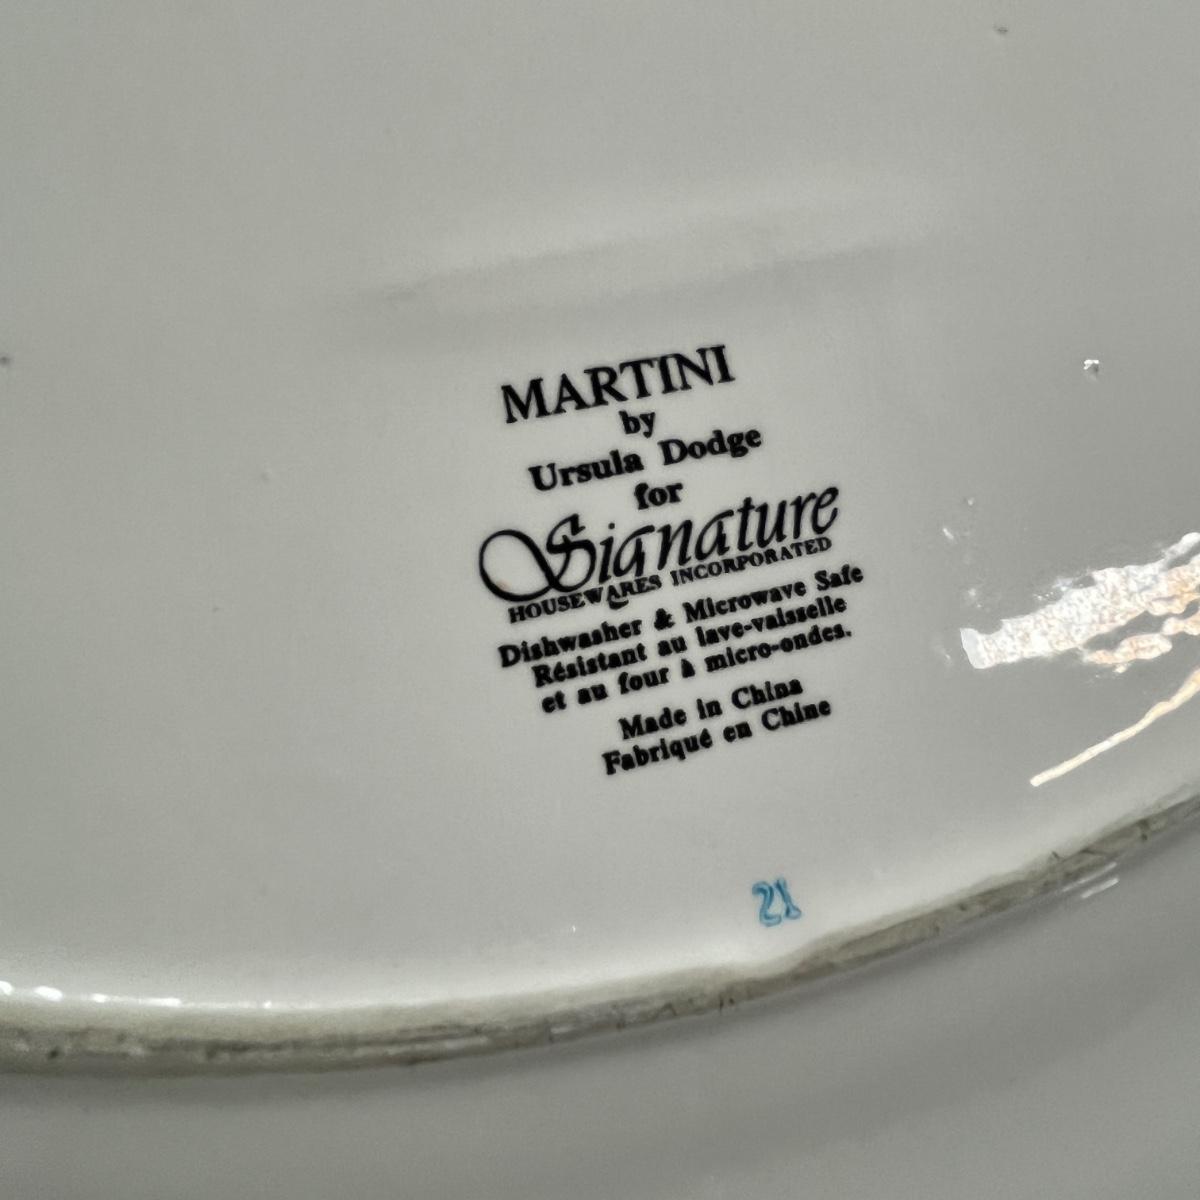 MARTINI
by
Ursula Dodge
for
Signature
HOUSEWARES INCORPORATED
Dishwasher & Microwave Safe
Résistant au lave-vaisselle
et au four à micro-ondes.
Made in China
Fabriqué en Chine
21